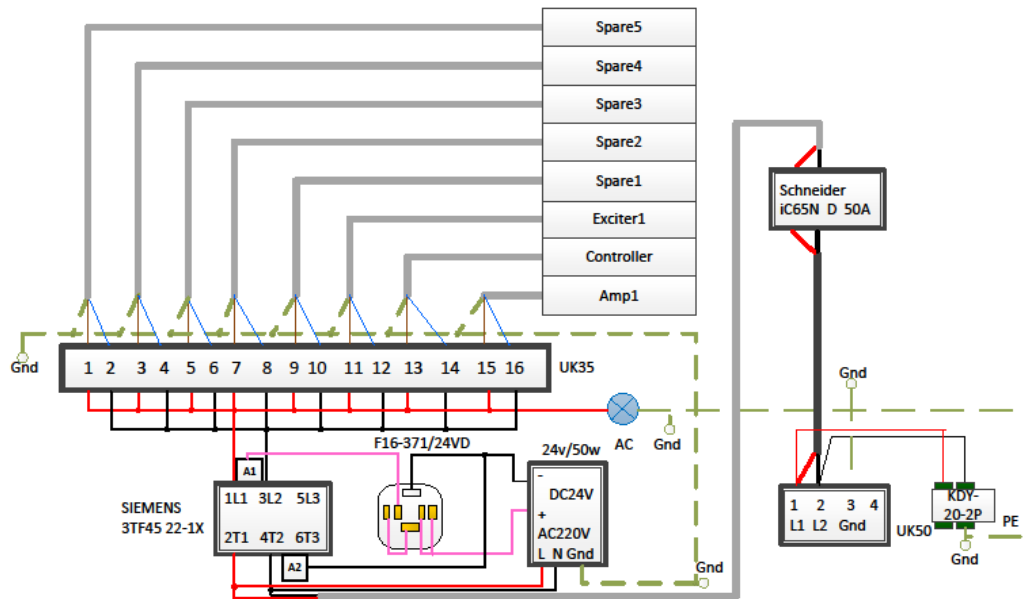 Spare5
Spare4
Spare3
Spare2
Spare1
Exciter1
Controller
Amp1
Schneider
iC65N D 50A
Gnd
1 2 3 4 5 6 7 8 9 10 11 12 13 14 15 16
UK35
Gnd
AC
Gnd
F16-371/24VD
24v/50w
A1
SIEMENS
3TF45 22-1X
1L1 3L2 5L3
2T1 4T2 6T3
A2
-
DC24V
+
AC220V
L N Gnd
Gnd
1 2 3 4
L1 L2 Gnd
UK50
KDY-
20-2P
PE
Gnd